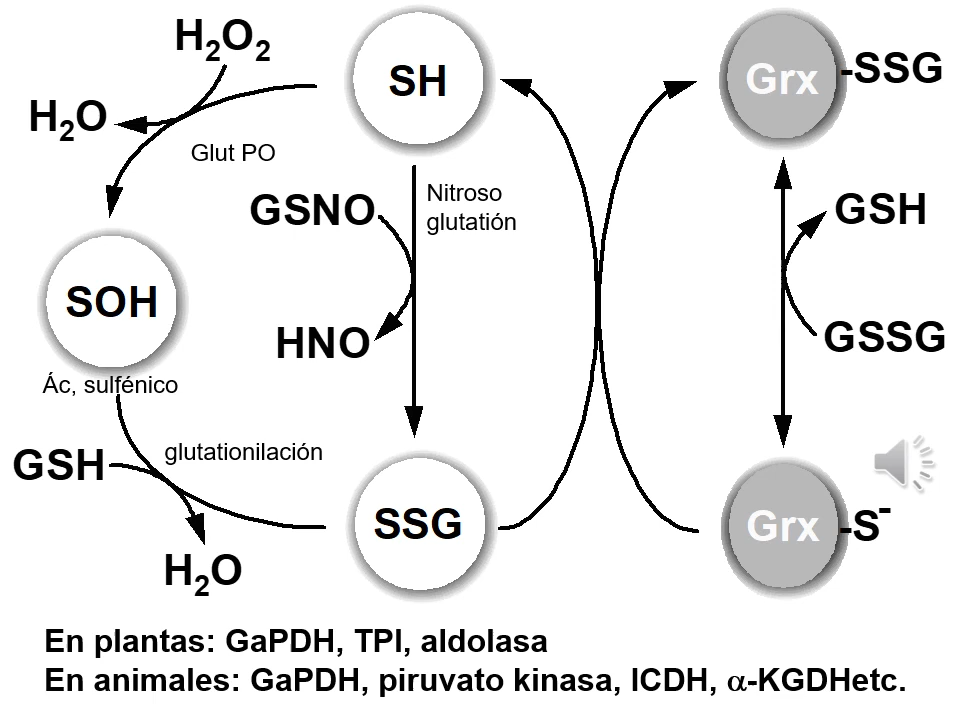 H2O2
SH
Grx
-SSG
H2O
Glut PO
GSNO
Nitroso
glutatión
GSH
SOH
HNO
GSSG
Ác, sulfénico
glutationilación
GSH
SSG
Grx
-S-
H2O
En plantas: GaPDH, TPI, aldolasa
En animales: GaPDH, piruvato kinasa, ICDH, α-KGDHetc.